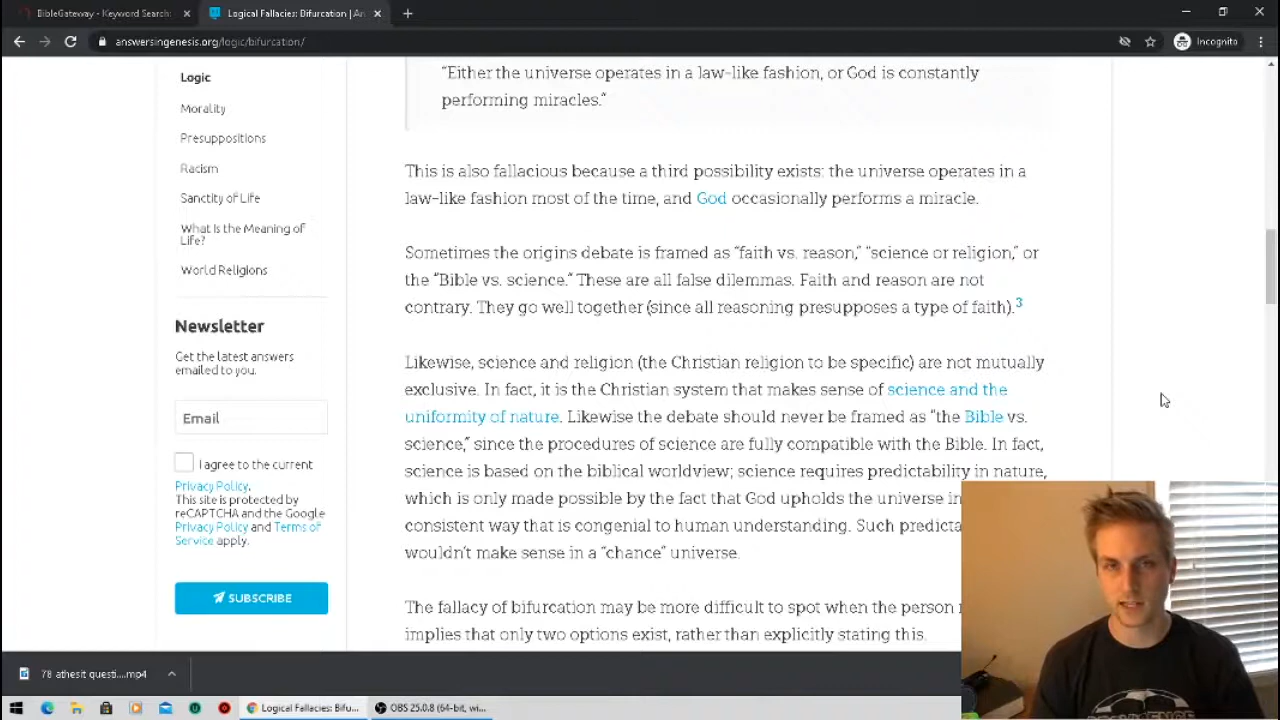 BibleGateway - Keyword Search:
Logical Fallacies: Bifurcation | An
answersingenesis.org/logic/bifurcation/
Incognito
Logic
Morality
Presuppositions
Racism
Sanctity of Life
What Is the Meaning of
Life?
World Religions
Newsletter
Get the latest answers
emailed to you.
Email
I agree to the current
Privacy Policy.
This site is protected by
reCAPTCHA and the Google
Privacy Policy and Terms of
Service apply.
SUBSCRIBE
“Either the universe operates in a law-like fashion, or God is constantly
performing miracles.”
This is also fallacious because a third possibility exists: the universe operates in a
law-like fashion most of the time, and God occasionally performs a miracle.
Sometimes the origins debate is framed as “faith vs. reason,” “science or religion,” or
the “Bible vs. science.” These are all false dilemmas. Faith and reason are not
contrary. They go well together (since all reasoning presupposes a type of faith).3
Likewise, science and religion (the Christian religion to be specific) are not mutually
exclusive. In fact, it is the Christian system that makes sense of science and the
uniformity of nature. Likewise the debate should never be framed as “the Bible vs.
science,” since the procedures of science are fully compatible with the Bible. In fact,
science is based on the biblical worldview; science requires predictability in nature,
which is only made possible by the fact that God upholds the universe in
consistent way that is congenial to human understanding. Such predicta
wouldn’t make sense in a “chance” universe.
The fallacy of bifurcation may be more difficult to spot when the person
implies that only two options exist, rather than explicitly stating this.
78 athesit questi....mp4
Logical Fallacies: Bifu...
OBS 25.0.8 (64-bit, wi...